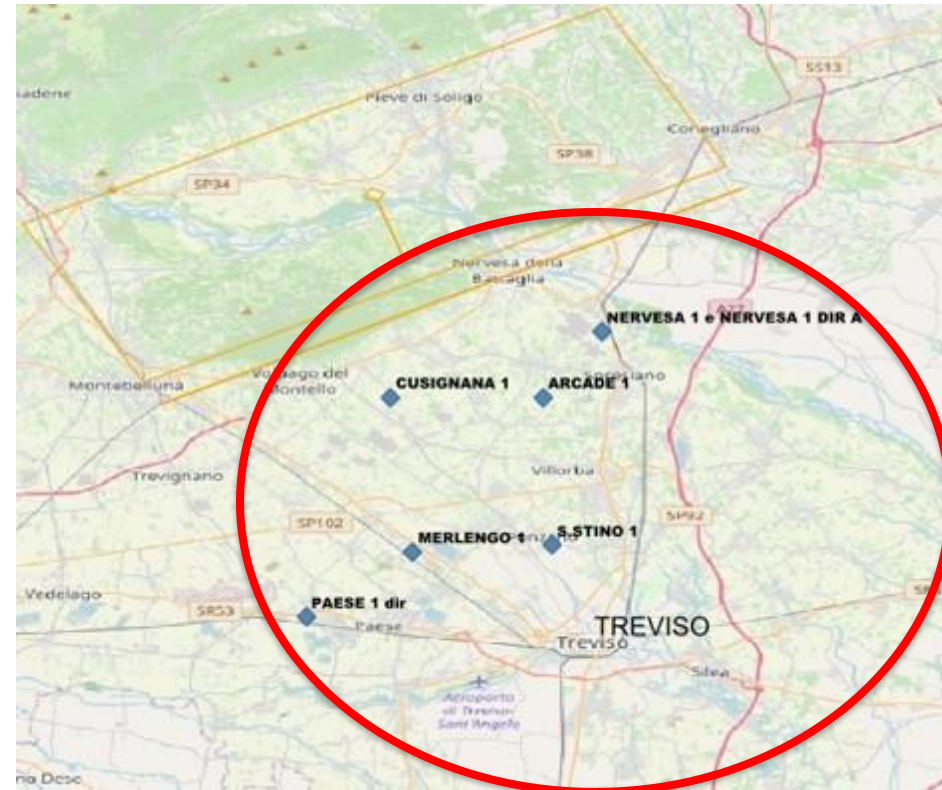 SS13
Pieve di Soligo
Conegliano
SP38
SP34
Nervesa della
Battaglia
A27
NERVESA 1 e NERVESA 1 DIR A
Montebelluna
Montello
CUSIGNANA 1
ARCADE 1
Trevignano
Villorba
SP102
SP92
MERLENGO 1
S.STINO 1
Vedelago
SR53
PAESE 1 dir
Paese
TREVISO
Treviso
Silea
Aeroporto
di Treviso-
Sant'Angelo